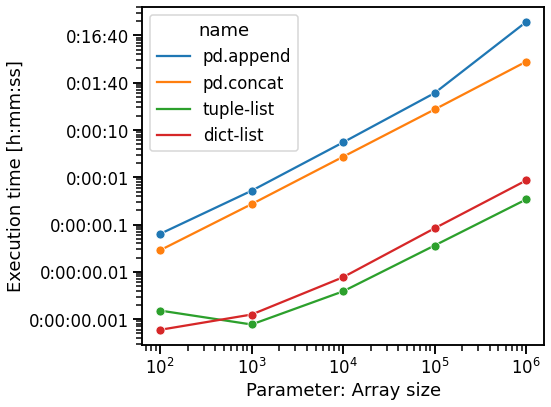 name
pd.append
pd.concat
tuple-list
dict-list
Execution time [h:mm:ss]
0:16:40
0:01:40
0:00:10
0:00:01
0:00:00.1
0:00:00.01
0:00:00.001
10² 10³ 10⁴ 10⁵ 10⁶
Parameter: Array size